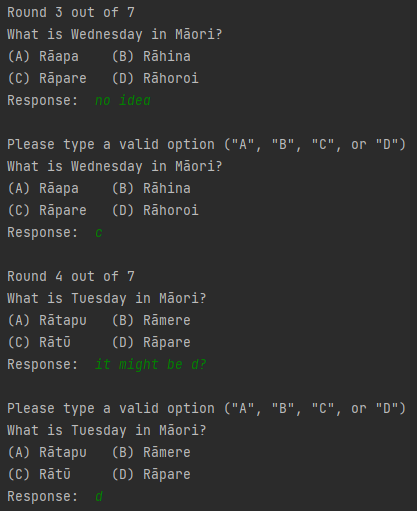 Round 3 out of 7
What is Wednesday in Māori?
(A) Rāapa    (B) Rāhina
(C) Rāpare   (D) Rāhoroi
Response:  no idea

Please type a valid option ("A", "B", "C", or "D")
What is Wednesday in Māori?
(A) Rāapa    (B) Rāhina
(C) Rāpare   (D) Rāhoroi
Response:  c

Round 4 out of 7
What is Tuesday in Māori?
(A) Rātapu   (B) Rāmere
(C) Rātū     (D) Rāpare
Response:  it might be d?

Please type a valid option ("A", "B", "C", or "D")
What is Tuesday in Māori?
(A) Rātapu   (B) Rāmere
(C) Rātū     (D) Rāpare
Response:  d